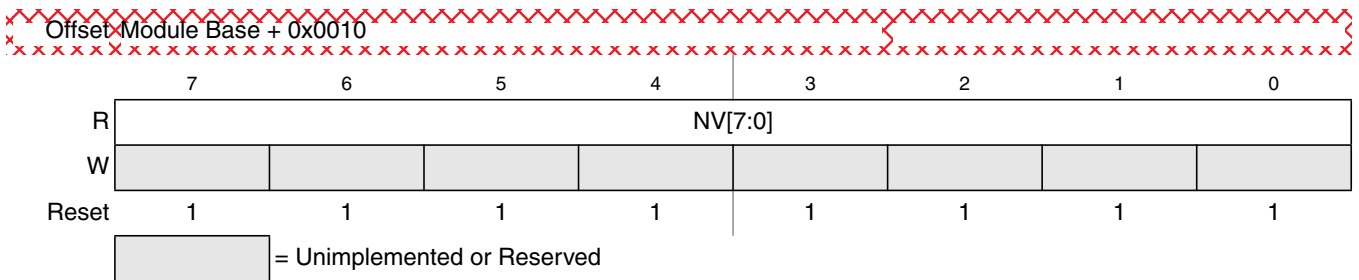 Offset Module Base + 0x0010
7 6 5 4 3 2 1 0
R NV[7:0]
W
Reset 1 1 1 1 1 1 1 1
= Unimplemented or Reserved